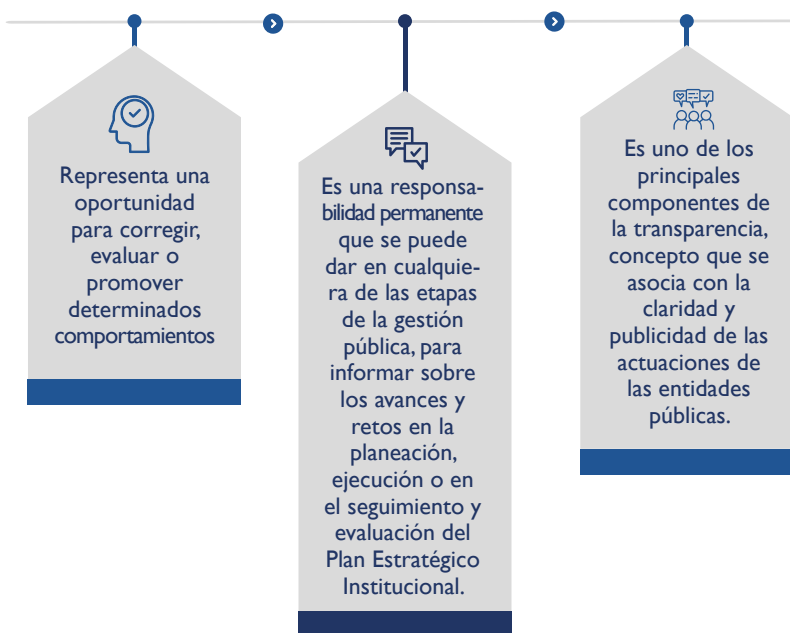 Representa una
oportunidad
para corregir,
evaluar o
promover
determinados
comportamientos
Es una responsa-
bilidad permanente
que se puede
dar en cualquie-
ra de las etapas
de la gestión
pública, para
informar sobre
los avances y
retos en la
planeación,
ejecución o en
el seguimiento y
evaluación del
Plan Estratégico
Institucional.
Es uno de los
principales
componentes de
la transparencia,
concepto que se
asocia con la
claridad y
publicidad de las
actuaciones de
las entidades
públicas.